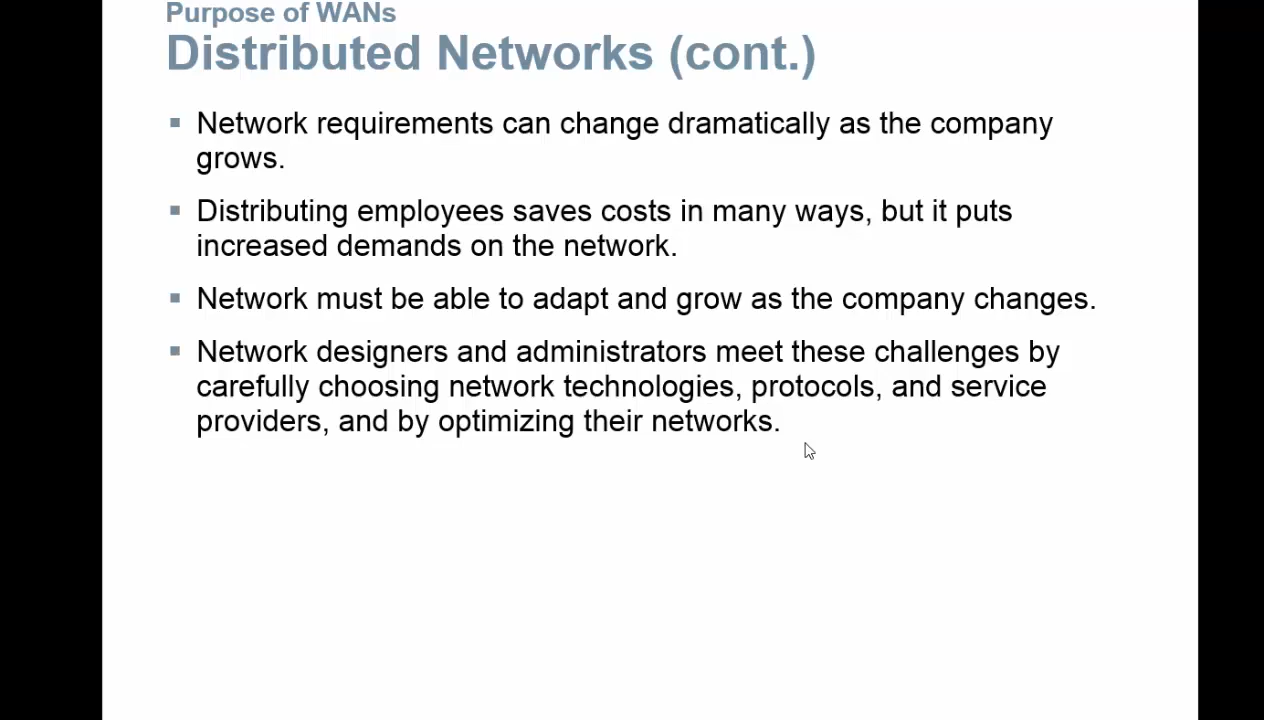 Purpose of WANs
Distributed Networks (cont.)
▪ Network requirements can change dramatically as the company
grows.
▪ Distributing employees saves costs in many ways, but it puts
increased demands on the network.
▪ Network must be able to adapt and grow as the company changes.
▪ Network designers and administrators meet these challenges by
carefully choosing network technologies, protocols, and service
providers, and by optimizing their networks.